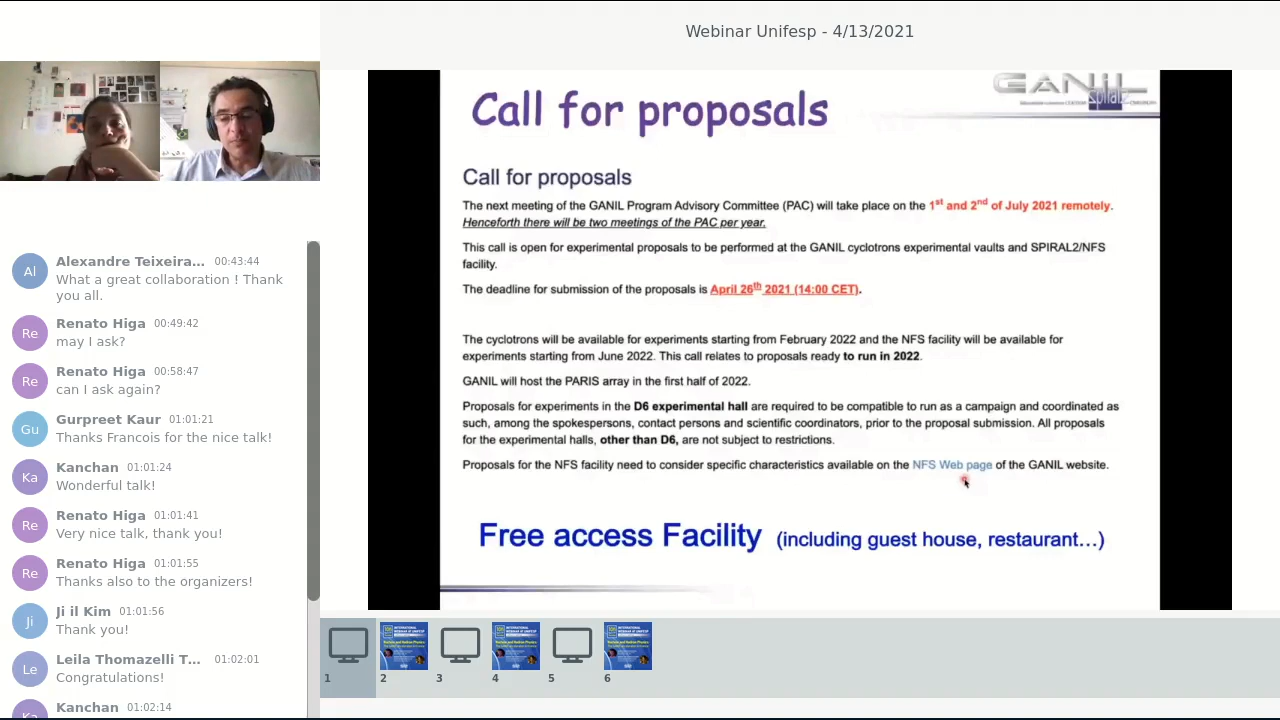 Webinar Unifesp - 4/13/2021
Al
Alexandre Teixeira... 00:43:44
What a great collaboration ! Thank
you all.
Re
Renato Higa 00:49:42
may I ask?
Re
Renato Higa 00:58:47
can I ask again?
Gu
Gurpreet Kaur 01:01:21
Thanks Francois for the nice talk!
Ka
Kanchan 01:01:24
Wonderful talk!
Re
Renato Higa 01:01:41
Very nice talk, thank you!
Re
Renato Higa 01:01:55
Thanks also to the organizers!
Ji
Ji il Kim 01:01:56
Thank you!
Le
Leila Thomazelli T... 01:02:01
Congratulations!
Ka
Kanchan 01:02:14
GANIL
Spiral2
Call for proposals
Call for proposals
The next meeting of the GANIL Program Advisory Committee (PAC) will take place on the 1st and 2nd of July 2021 remotely.
Henceforth there will be two meetings of the PAC per year.
This call is open for experimental proposals to be performed at the GANIL cyclotrons experimental vaults and SPIRAL2/NFS
facility.
The deadline for submission of the proposals is April 26th 2021 (14:00 CET).
The cyclotrons will be available for experiments starting from February 2022 and the NFS facility will be available for
experiments starting from June 2022. This call relates to proposals ready to run in 2022.
GANIL will host the PARIS array in the first half of 2022.
Proposals for experiments in the D6 experimental hall are required to be compatible to run as a campaign and coordinated as
such, among the spokespersons, contact persons and scientific coordinators, prior to the proposal submission. All proposals
for the experimental halls, other than D6, are not subject to restrictions.
Proposals for the NFS facility need to consider specific characteristics available on the NFS Web page of the GANIL website.
Free access Facility (including guest house, restaurant...)
1
2
3
4
5
6